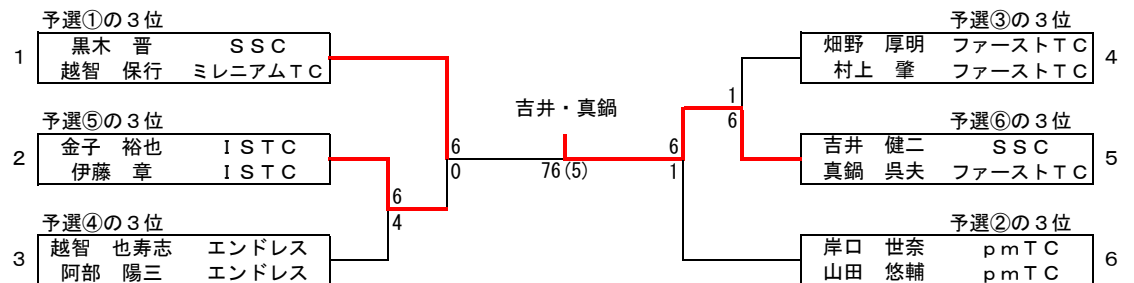 予選①の３位
1
黒木　晋　ＳＳＣ
越智　保行　ミレニアムＴＣ
予選⑤の３位
2
金子　裕也　ＩＳＴＣ
伊藤　章　ＩＳＴＣ
予選④の３位
3
越智　也寿志　エンドレス
阿部　陽三　エンドレス
6
4
6
0
吉井・真鍋
76(5)
6
1
1
6
予選③の３位
畑野　厚明　ファーストＴＣ
村上　肇　ファーストＴＣ
4
予選⑥の３位
吉井　健二　ＳＳＣ
真鍋　呉夫　ファーストＴＣ
5
予選②の３位
岸口　世奈　ｐｍＴＣ
山田　悠輔　ｐｍＴＣ
6